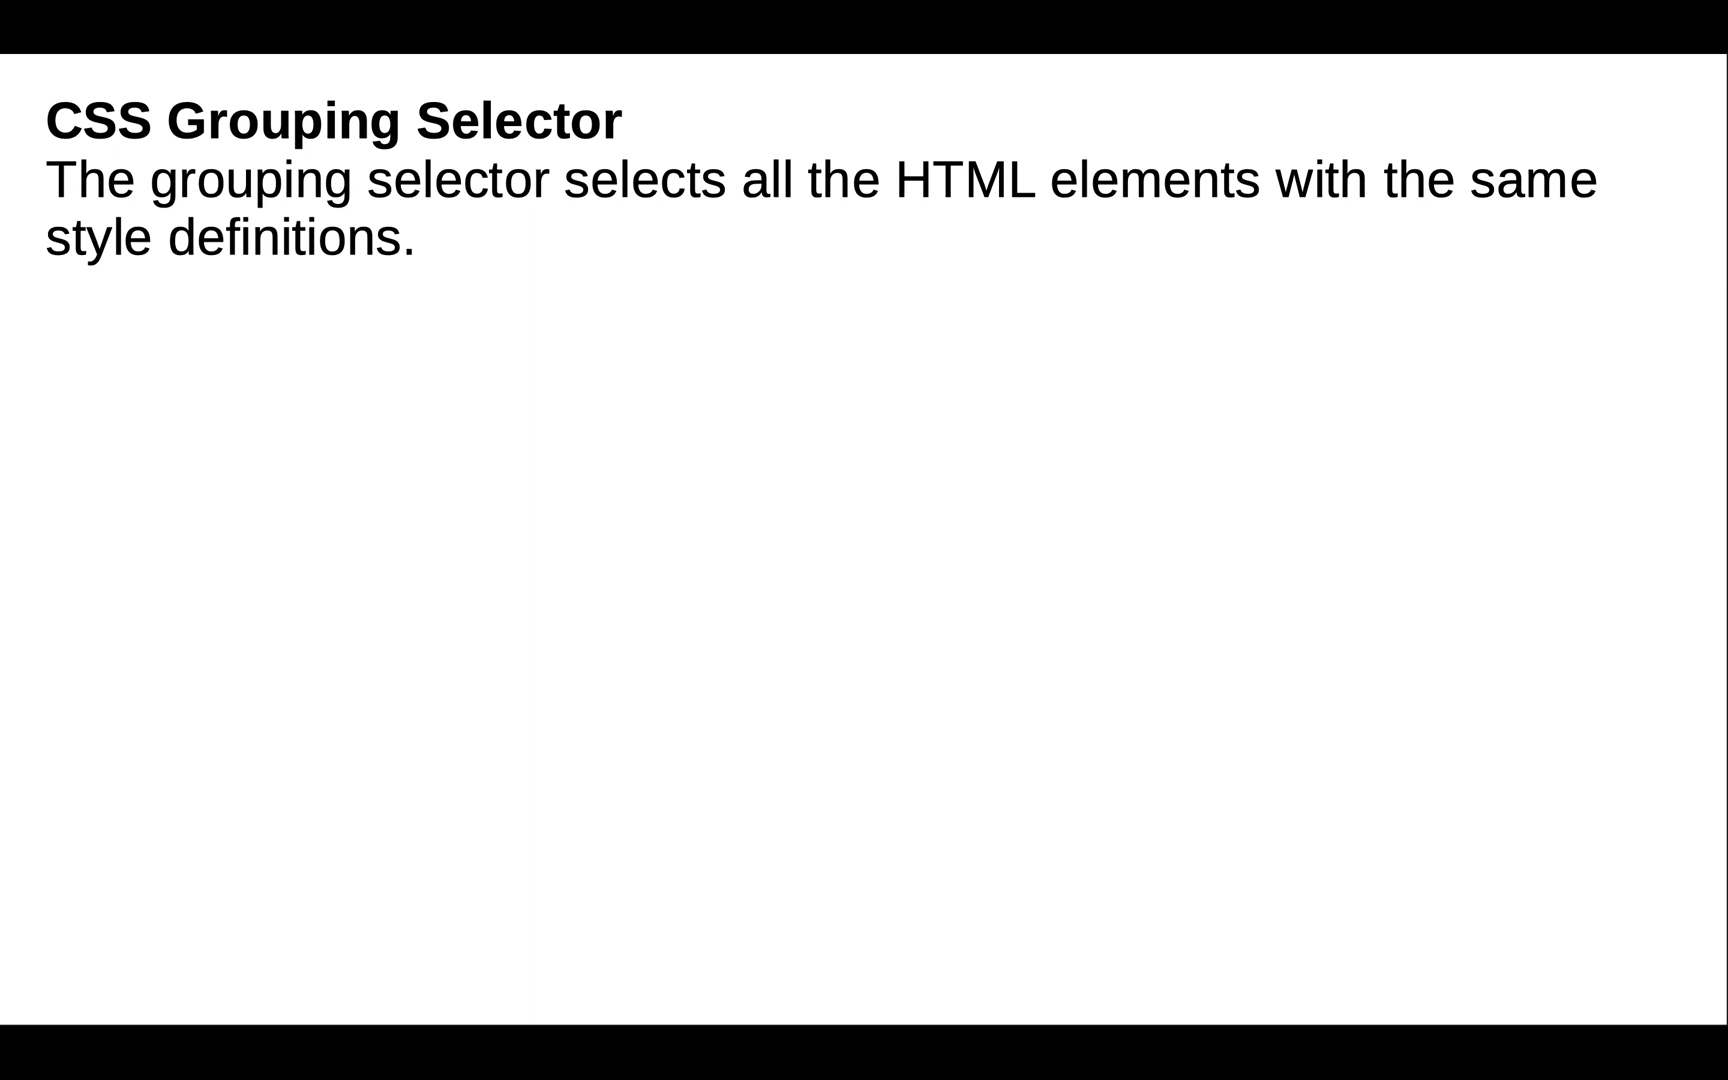 CSS Grouping Selector
The grouping selector selects all the HTML elements with the same
style definitions.